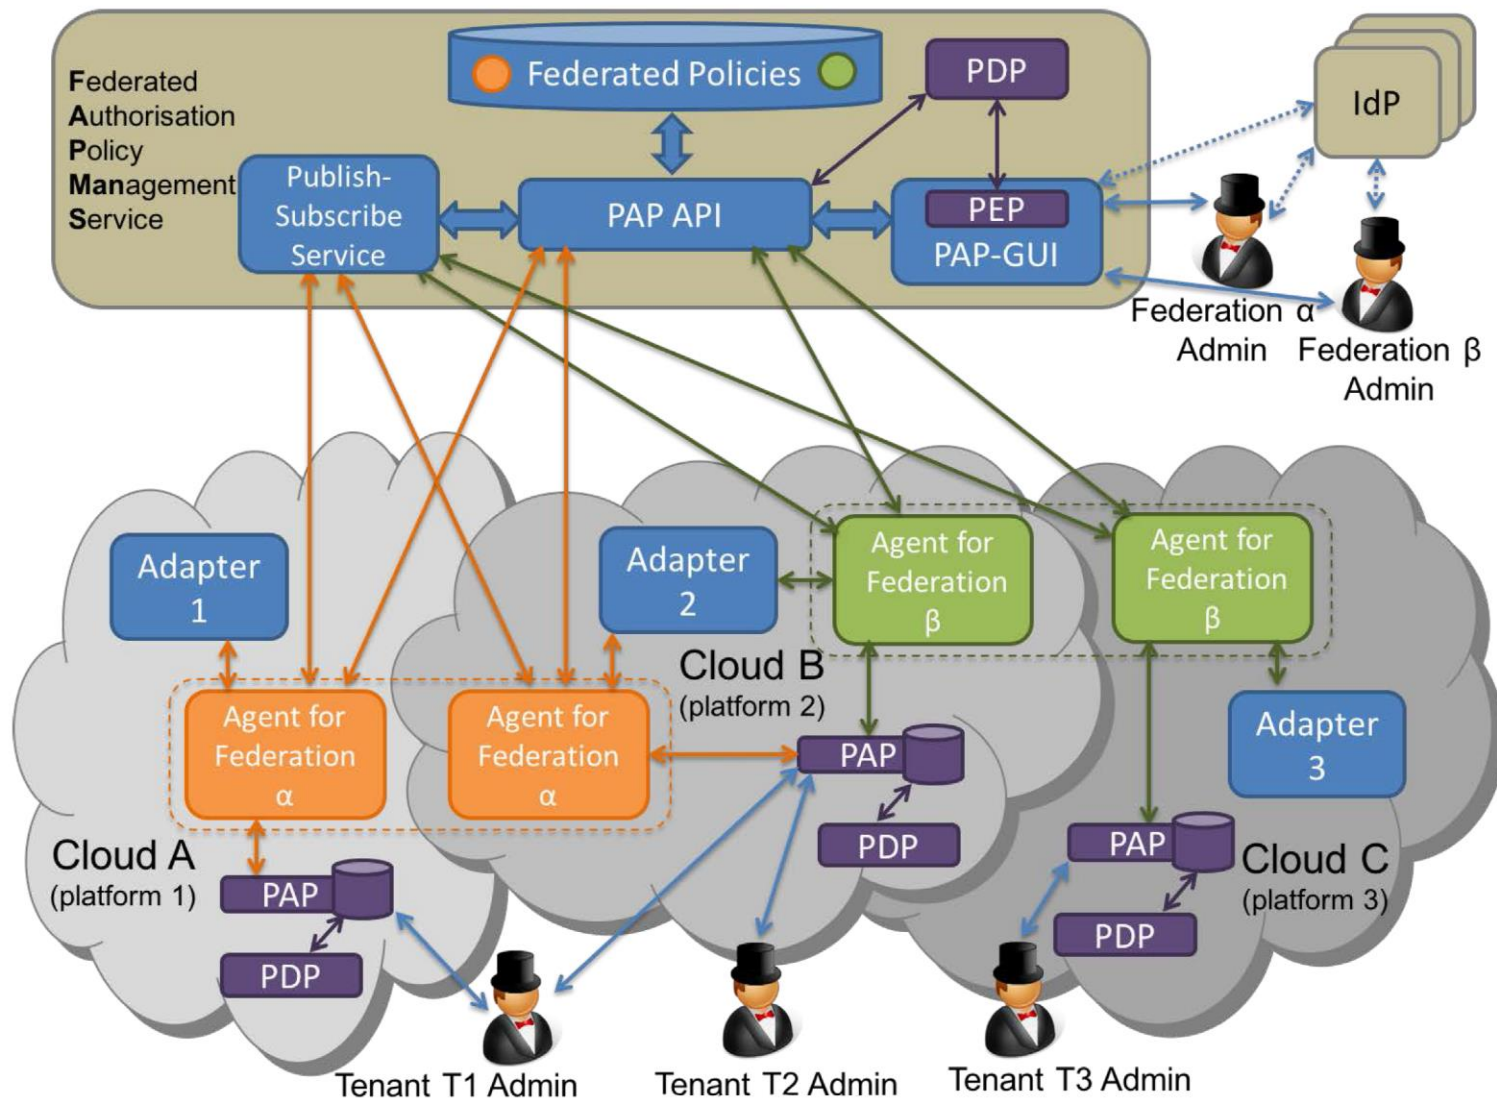 Federated
Authorisation
Policy
Management
Service
Federated Policies
PDP
IdP
Publish-
Subscribe
Service
PAP API
PEP
PAP-GUI
Federation α
Admin
Federation β
Admin
Adapter
1
Adapter
2
Agent for
Federation
β
Agent for
Federation
β
Cloud B
(platform 2)
Agent for
Federation
α
Agent for
Federation
α
Adapter
3
PAP
PDP
Cloud A
(platform 1)
PAP
PDP
PAP
PDP
Cloud C
(platform 3)
Tenant T1 Admin
Tenant T2 Admin
Tenant T3 Admin